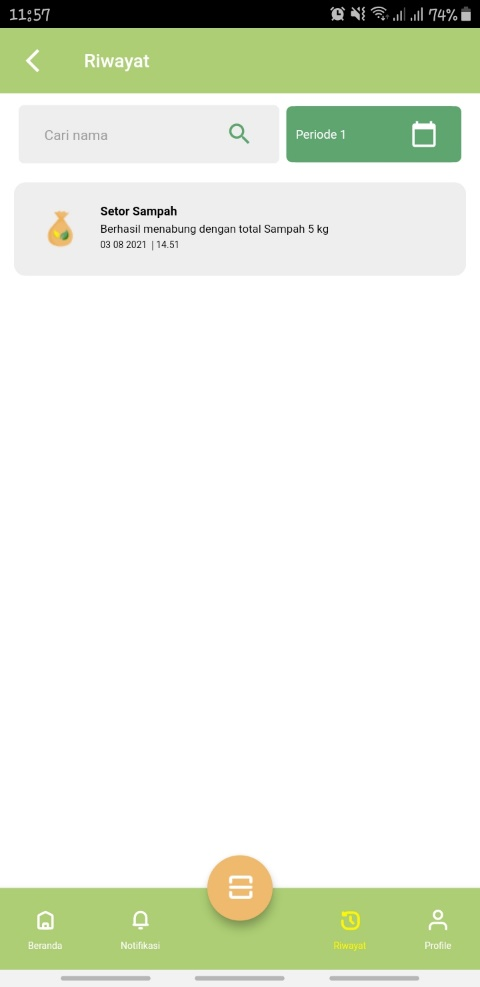 11:57
74%
Riwayat
Cari nama
Periode 1
Setor Sampah
Berhasil menabung dengan total Sampah 5 kg
03 08 2021 | 14.51
Beranda
Notifikasi
Riwayat
Profile